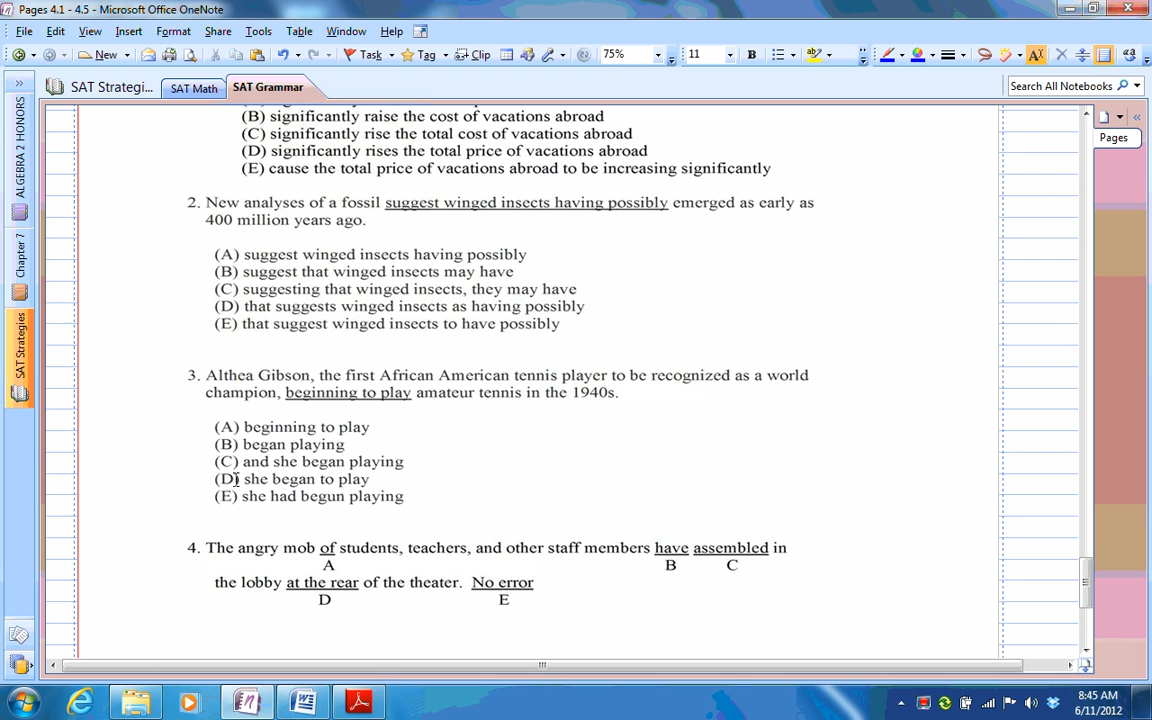 Pages 4.1 - 4.5 - Microsoft Office OneNote
File Edit View Insert Format Share Tools Table Window Help
New Task Tag Clip 75% 11 B
SAT Strategi... SAT Math SAT Grammar Search All Notebooks
Pages
ALGEBRA 2 HONORS
Chapter 7
SAT Strategies
(B) significantly raise the cost of vacations abroad
(C) significantly rise the total cost of vacations abroad
(D) significantly rises the total price of vacations abroad
(E) cause the total price of vacations abroad to be increasing significantly
2. New analyses of a fossil suggest winged insects having possibly emerged as early as
400 million years ago.
(A) suggest winged insects having possibly
(B) suggest that winged insects may have
(C) suggesting that winged insects, they may have
(D) that suggests winged insects as having possibly
(E) that suggest winged insects to have possibly
3. Althea Gibson, the first African American tennis player to be recognized as a world
champion, beginning to play amateur tennis in the 1940s.
(A) beginning to play
(B) began playing
(C) and she began playing
(D) she began to play
(E) she had begun playing
4. The angry mob of students, teachers, and other staff members have assembled in
A B C
the lobby at the rear of the theater. No error
D E
8:45 AM
6/11/2012